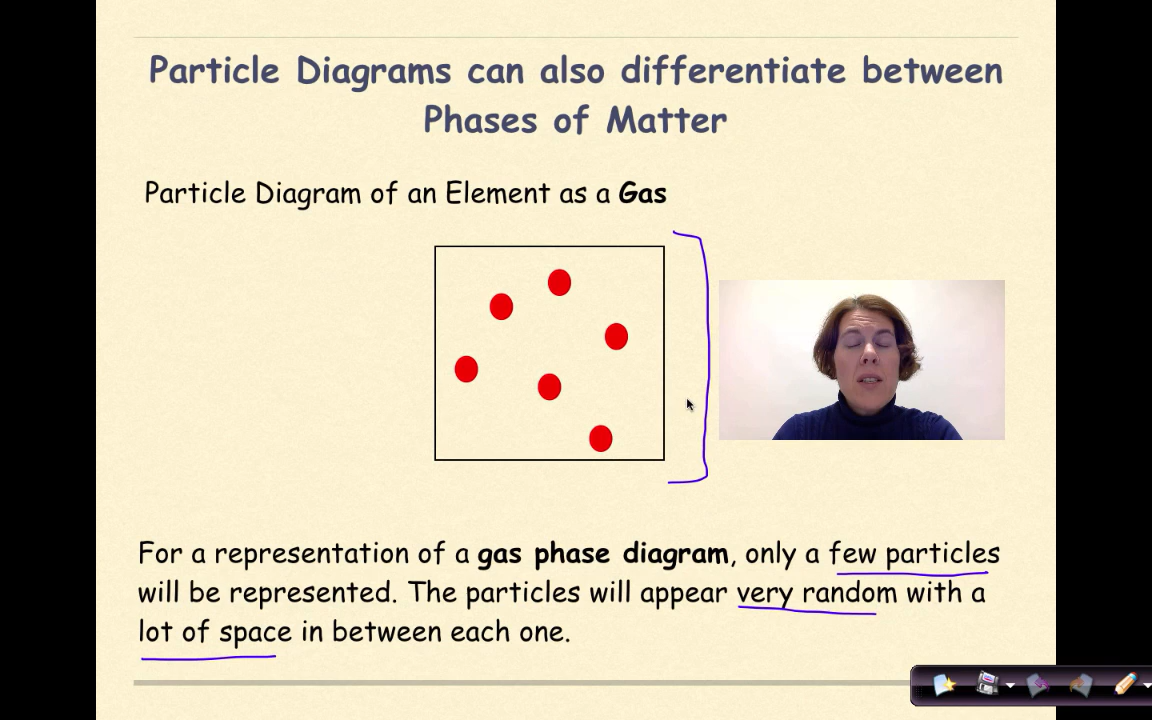 Particle Diagrams can also differentiate between
Phases of Matter
Particle Diagram of an Element as a Gas
For a representation of a gas phase diagram, only a few particles
will be represented. The particles will appear very random with a
lot of space in between each one.